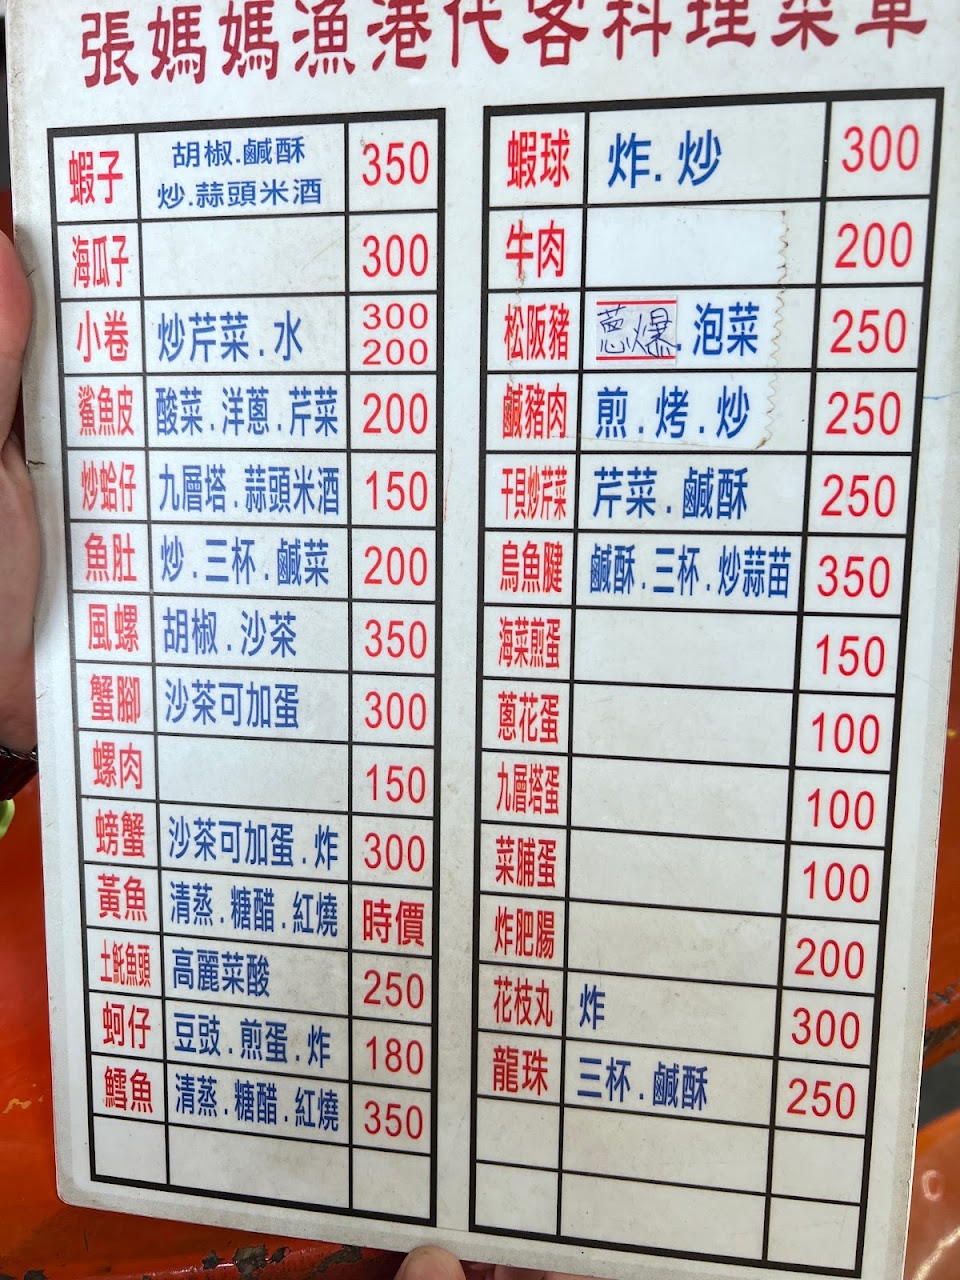 張媽媽漁港代客料理菜單
蝦子 胡椒.鹹酥 350
炒.蒜頭米酒
海瓜子 300
小卷 炒芹菜.水 300
200
鯊魚皮 酸菜.洋蔥.芹菜 200
炒蛤仔 九層塔.蒜頭米酒 150
魚肚 炒.三杯.鹹菜 200
風螺 胡椒.沙茶 350
蟹腳 沙茶可加蛋 300
螺肉 150
螃蟹 沙茶可加蛋.炸 300
黃魚 清蒸.糖醋.紅燒 時價
土魠魚頭 高麗菜酸 250
蚵仔 豆豉.煎蛋.炸 180
鱈魚 清蒸.糖醋.紅燒 350
蝦球 炸.炒 300
牛肉 200
松阪豬 蔥爆.泡菜 250
鹹豬肉 煎.烤.炒 250
干貝炒芹菜 芹菜.鹹酥 250
烏魚腱 鹹酥.三杯.炒蒜苗 350
海菜煎蛋 150
蔥花蛋 100
九層塔蛋 100
菜脯蛋 100
炸肥腸 200
花枝丸 炸 300
龍珠 三杯.鹹酥 250